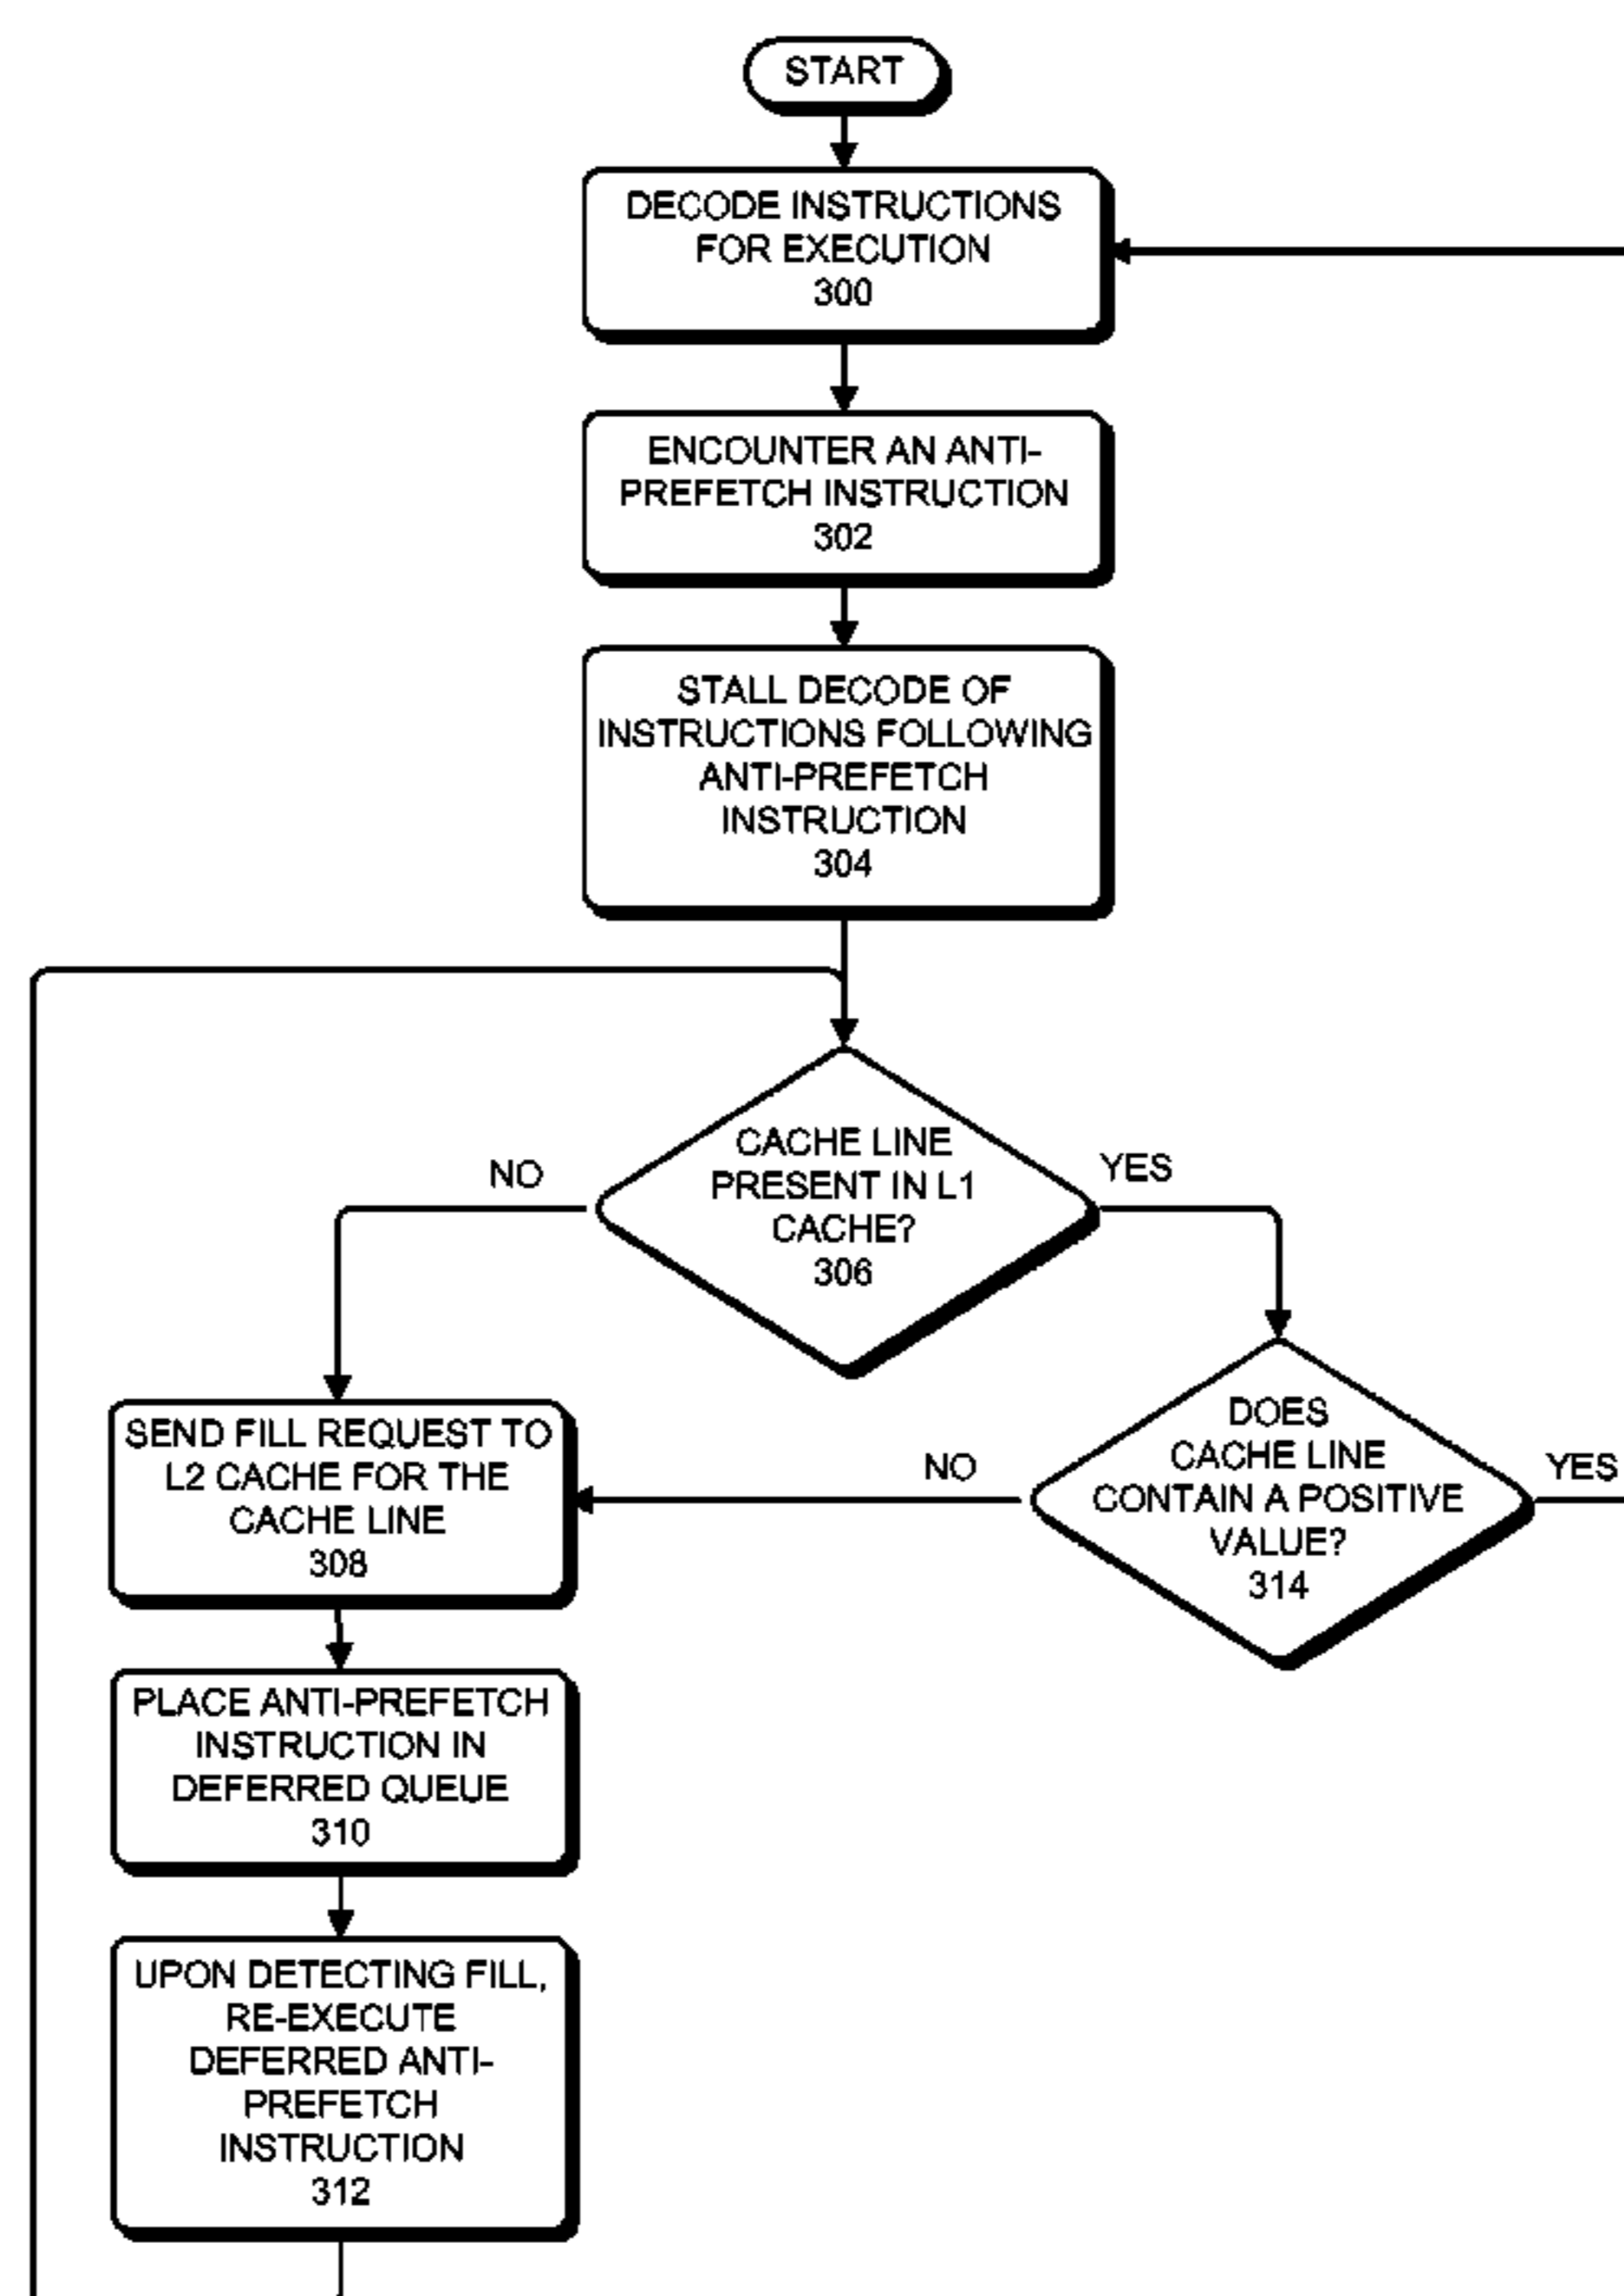 START
DECODE INSTRUCTIONS
FOR EXECUTION
300
ENCOUNTER AN ANTI-
PREFETCH INSTRUCTION
302
STALL DECODE OF
INSTRUCTIONS FOLLOWING
ANTI-PREFETCH
INSTRUCTION
304
CACHE LINE
PRESENT IN L1
CACHE?
306
NO
YES
SEND FILL REQUEST TO
L2 CACHE FOR THE
CACHE LINE
308
DOES
CACHE LINE
CONTAIN A POSITIVE
VALUE?
314
NO
YES
PLACE ANTI-PREFETCH
INSTRUCTION IN
DEFERRED QUEUE
310
UPON DETECTING FILL,
RE-EXECUTE
DEFERRED ANTI-
PREFETCH
INSTRUCTION
312